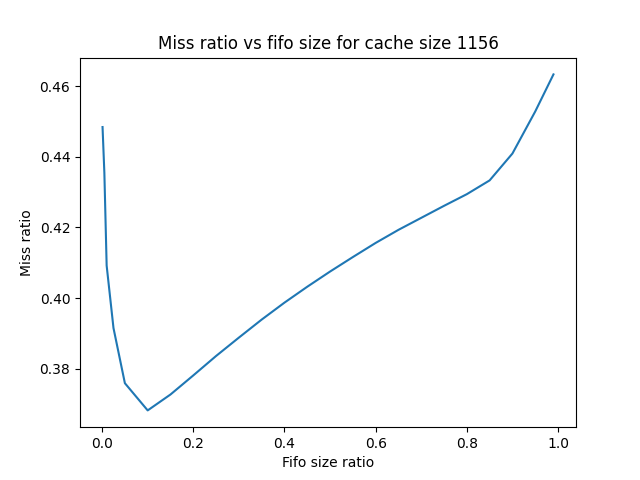 Miss ratio vs fifo size for cache size 1156
Miss ratio
0.46
0.44
0.42
0.40
0.38
0.0 0.2 0.4 0.6 0.8 1.0
Fifo size ratio